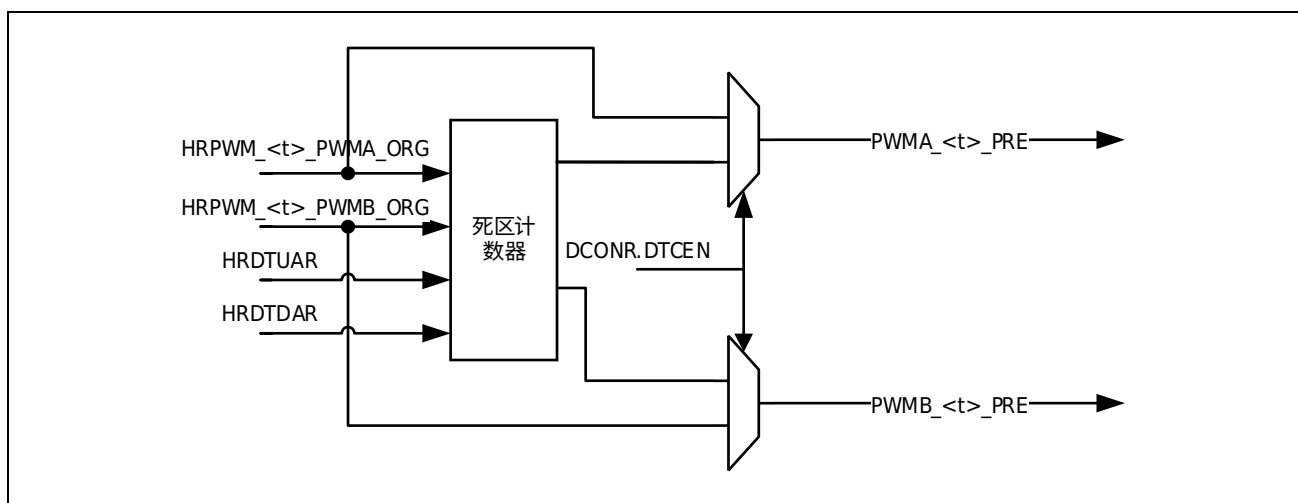 HRPWM_<t>_PWMA_ORG
HRPWM_<t>_PWMB_ORG
HRDTUAR
HRDTDAR
死区计
数器
DCONR.DTCEN
PWMA_<t>_PRE
PWMB_<t>_PRE